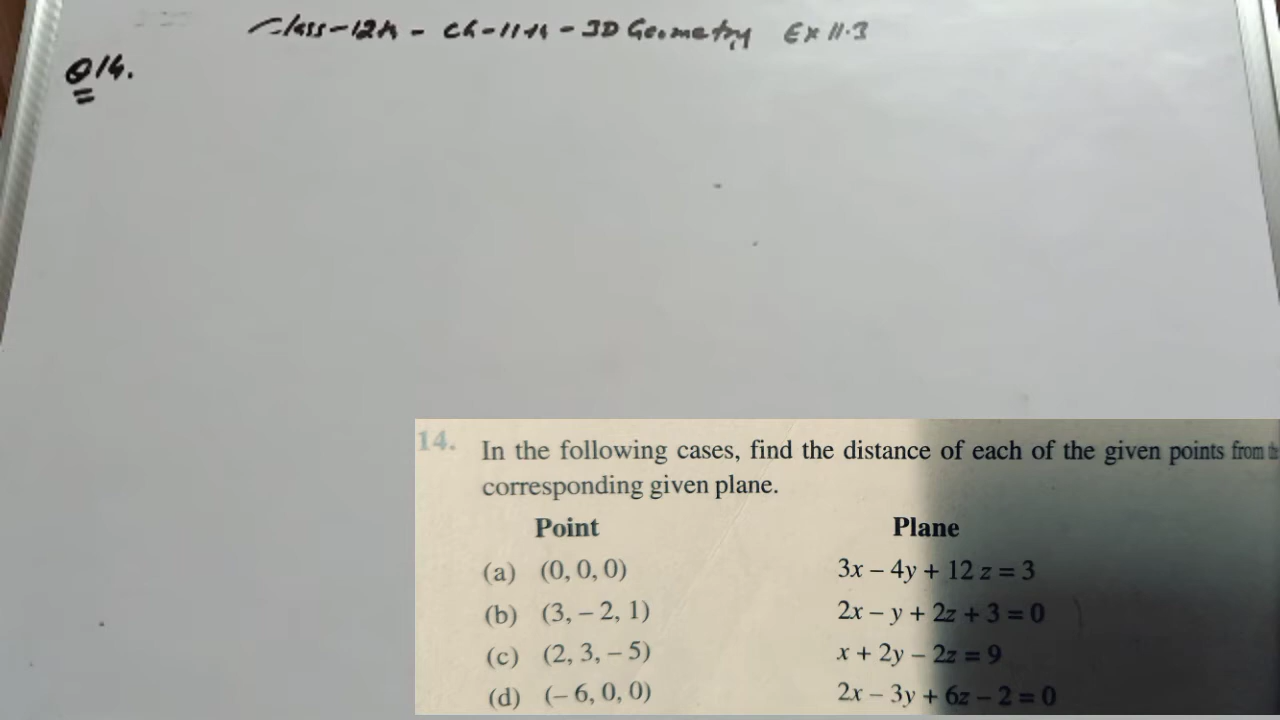 Class-12th - Ch-11th - 3D Geometry Ex 11.3
Q14.
14. In the following cases, find the distance of each of the given points from
corresponding given plane.
Point Plane
(a) (0, 0, 0) 3x – 4y + 12 z = 3
(b) (3, – 2, 1) 2x – y + 2z + 3 = 0
(c) (2, 3, – 5) x + 2y – 2z = 9
(d) (– 6, 0, 0) 2x – 3y + 6z – 2 = 0